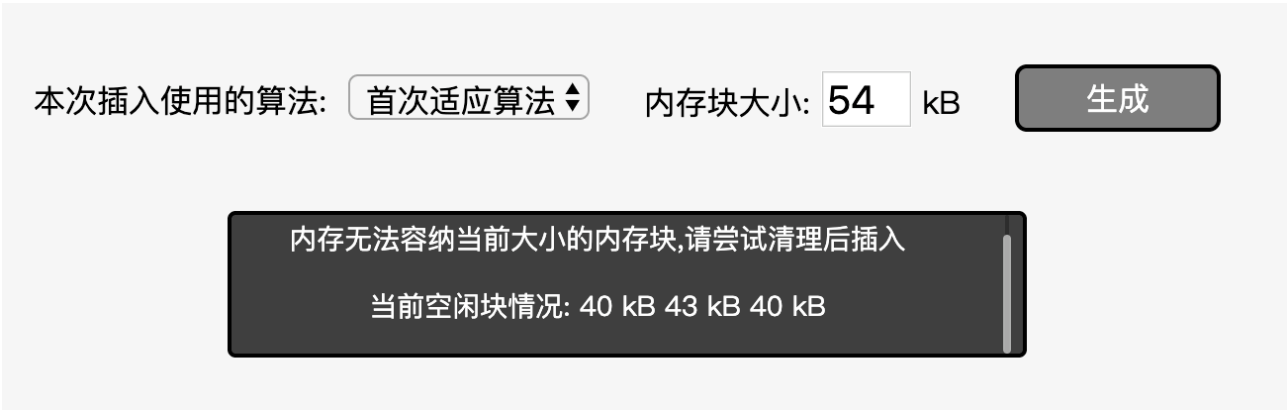 本次插入使用的算法: 首次适应算法 内存块大小: 54 kB 生成
内存无法容纳当前大小的内存块,请尝试清理后插入
当前空闲块情况: 40 kB 43 kB 40 kB